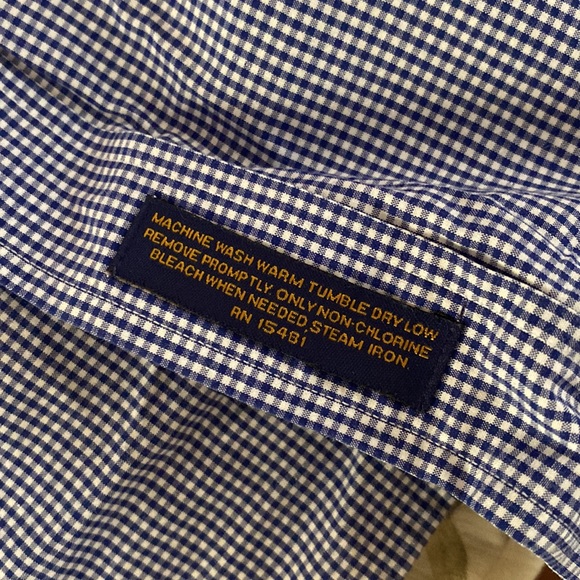 MACHINE WASH WARM TUMBLE DRY LOW
REMOVE PROMPTLY. ONLY NON-CHLORINE
BLEACH WHEN NEEDED STEAM IRON.
RN 15481